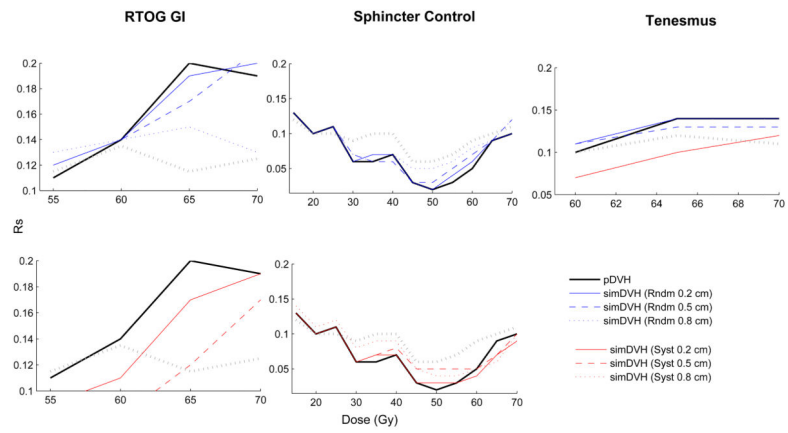 RTOG GI
Sphincter Control
Tenesmus
0.2
0.18
0.16
0.14
0.12
0.1
55 60 65 70
0.2
0.15
0.1
0.05
20 30 40 50 60 70
0.2
0.15
0.1
0.05
60 62 64 66 68 70
Rs
0.2
0.18
0.16
0.14
0.12
0.1
55 60 65 70
0.2
0.15
0.1
0.05
20 30 40 50 60 70
Dose (Gy)
pDVH
simDVH (Rndm 0.2 cm)
simDVH (Rndm 0.5 cm)
simDVH (Rndm 0.8 cm)
simDVH (Syst 0.2 cm)
simDVH (Syst 0.5 cm)
simDVH (Syst 0.8 cm)